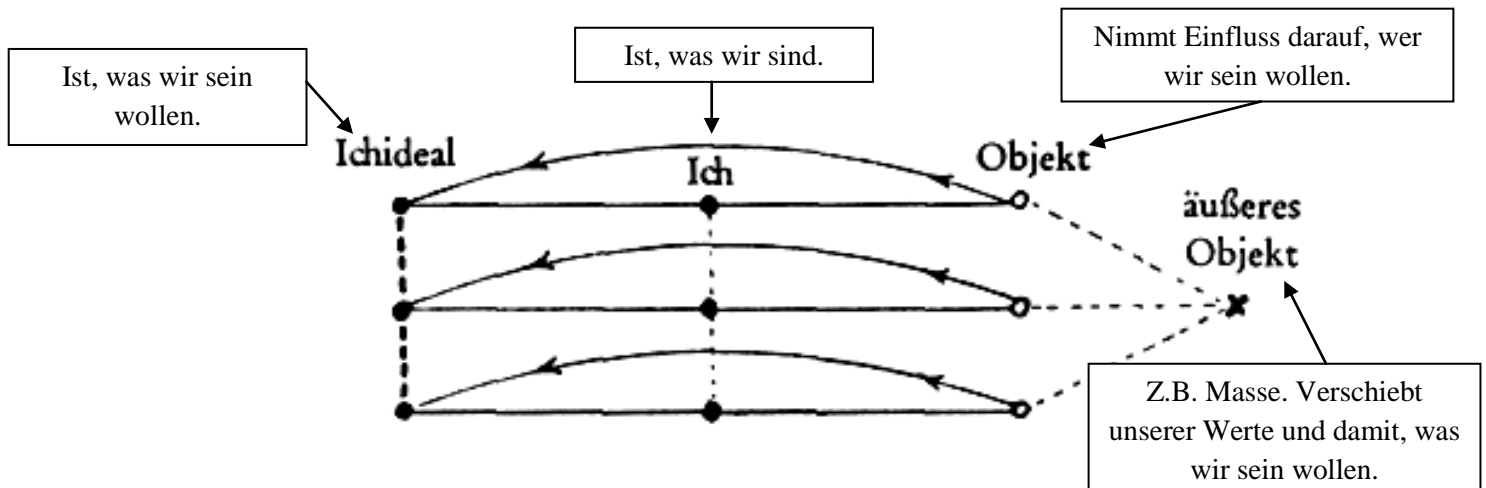 Ist, was wir sein
wollen.
Ist, was wir sind.
Nimmt Einfluss darauf, wer
wir sein wollen.
Ichideal
Ich
Objekt
äußeres
Objekt
Z.B. Masse. Verschiebt
unserer Werte und damit, was
wir sein wollen.